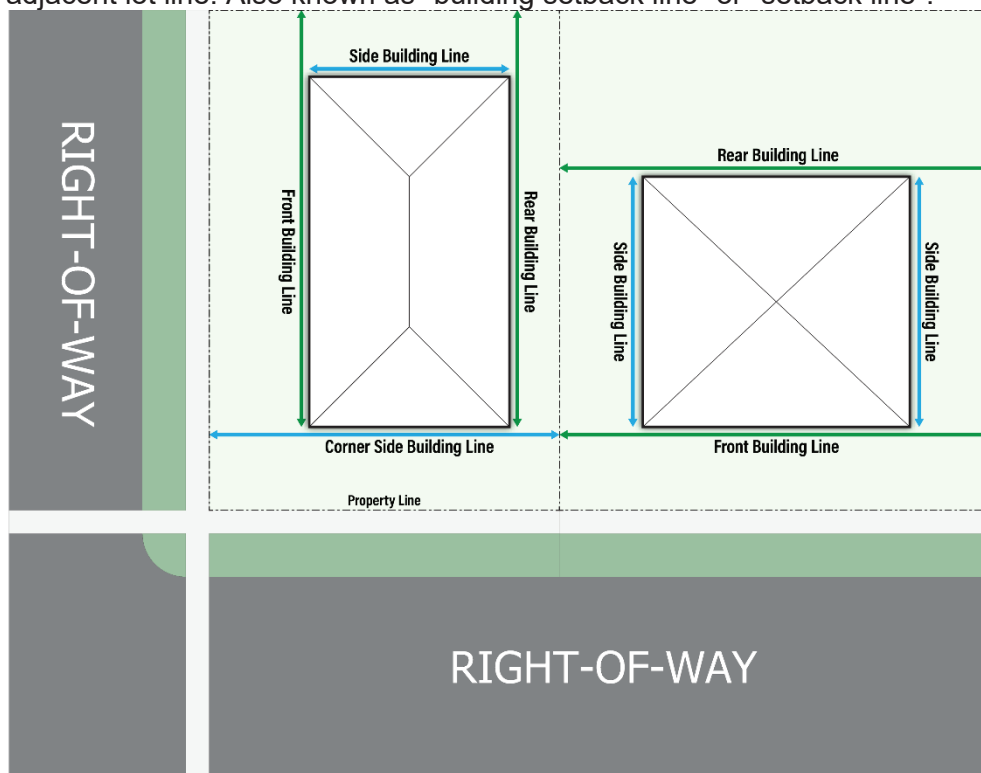 adjacent lot line. Also known as "building setback line" or "setback line".
Side Building Line
RIGHT-OF-WAY
Front Building Line
Rear Building Line
Rear Building Line
Side Building Line
Side Building Line
Corner Side Building Line
Front Building Line
Property Line
RIGHT-OF-WAY